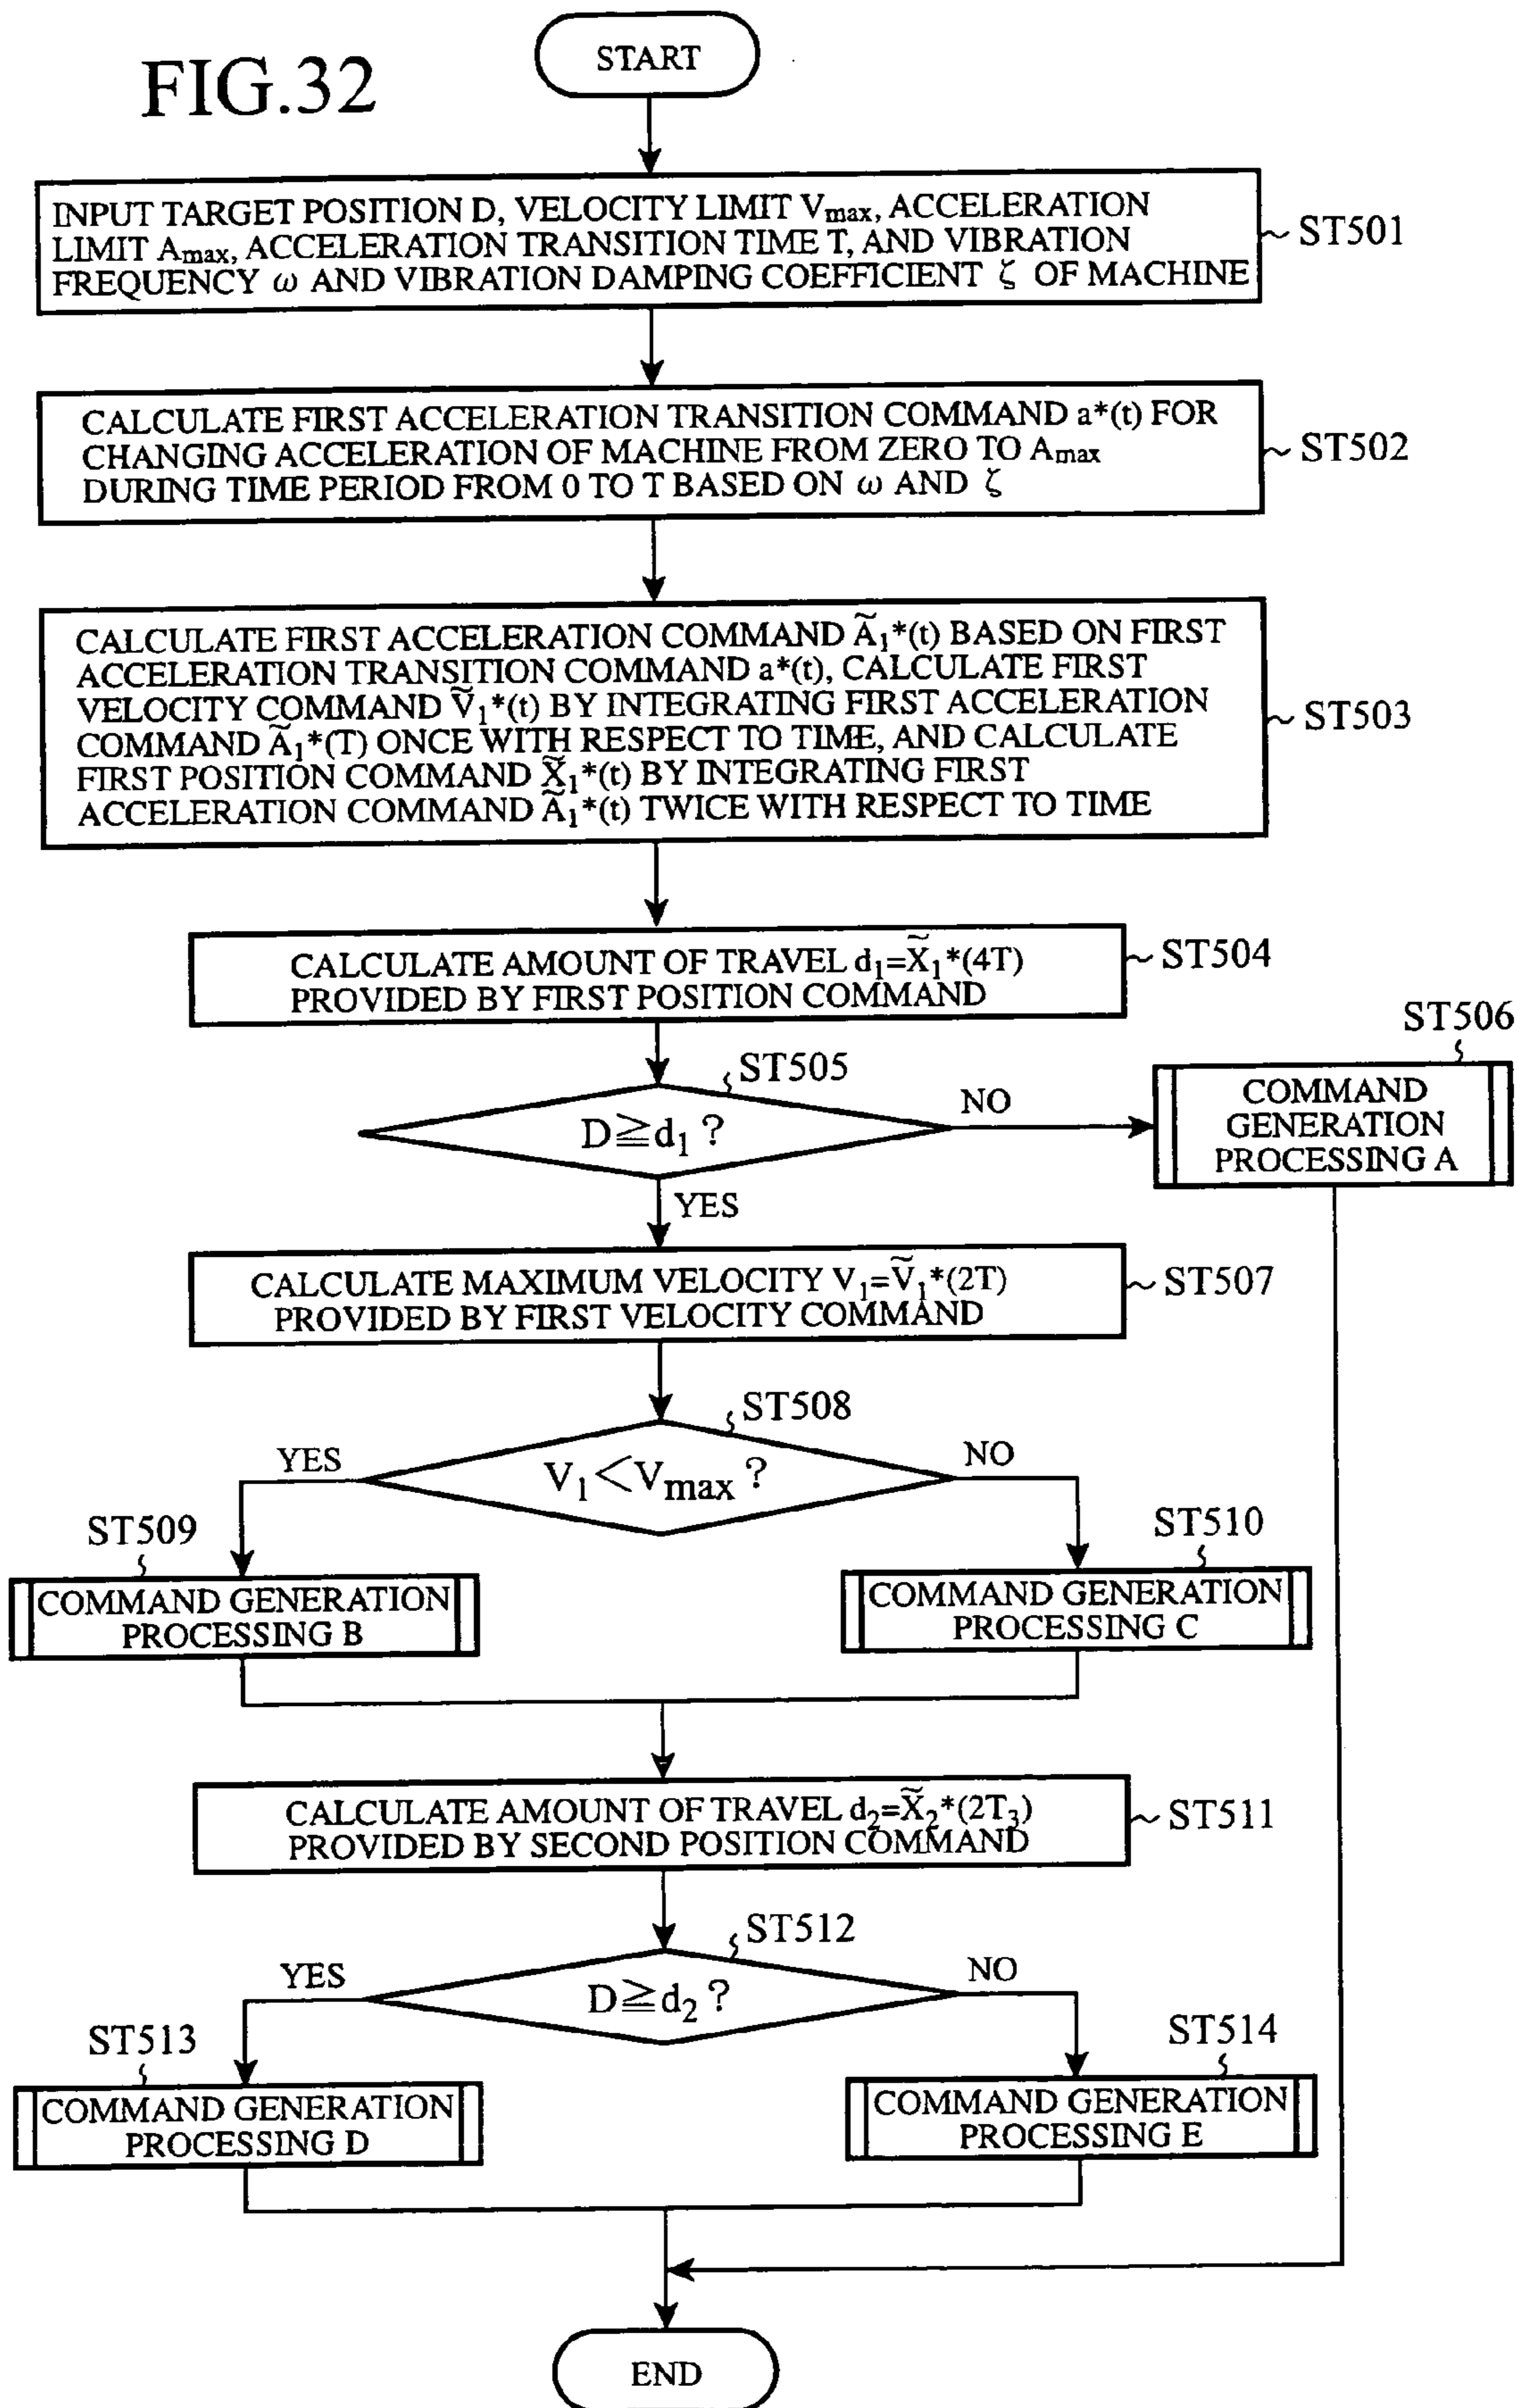 FIG.32
START
INPUT TARGET POSITION D, VELOCITY LIMIT Vmax, ACCELERATION
LIMIT Amax, ACCELERATION TRANSITION TIME T, AND VIBRATION
FREQUENCY ω AND VIBRATION DAMPING COEFFICIENT ζ OF MACHINE
ST501
CALCULATE FIRST ACCELERATION TRANSITION COMMAND a*(t) FOR
CHANGING ACCELERATION OF MACHINE FROM ZERO TO Amax
DURING TIME PERIOD FROM 0 TO T BASED ON ω AND ζ
ST502
CALCULATE FIRST ACCELERATION COMMAND Ã₁*(t) BASED ON FIRST
ACCELERATION TRANSITION COMMAND a*(t), CALCULATE FIRST
VELOCITY COMMAND Ṽ₁*(t) BY INTEGRATING FIRST ACCELERATION
COMMAND Ã₁*(T) ONCE WITH RESPECT TO TIME, AND CALCULATE
FIRST POSITION COMMAND X̃₁*(t) BY INTEGRATING FIRST
ACCELERATION COMMAND Ã₁*(t) TWICE WITH RESPECT TO TIME
ST503
CALCULATE AMOUNT OF TRAVEL d₁=X̃₁*(4T)
PROVIDED BY FIRST POSITION COMMAND
ST504
ST505
D≧d₁ ?
NO
YES
ST506
COMMAND
GENERATION
PROCESSING A
CALCULATE MAXIMUM VELOCITY V₁=Ṽ₁*(2T)
PROVIDED BY FIRST VELOCITY COMMAND
ST507
ST508
V₁<Vmax ?
YES
NO
ST509
COMMAND GENERATION
PROCESSING B
ST510
COMMAND GENERATION
PROCESSING C
CALCULATE AMOUNT OF TRAVEL d₂=X̃₂*(2T₃)
PROVIDED BY SECOND POSITION COMMAND
ST511
ST512
D≧d₂ ?
YES
NO
ST513
COMMAND GENERATION
PROCESSING D
ST514
COMMAND GENERATION
PROCESSING E
END